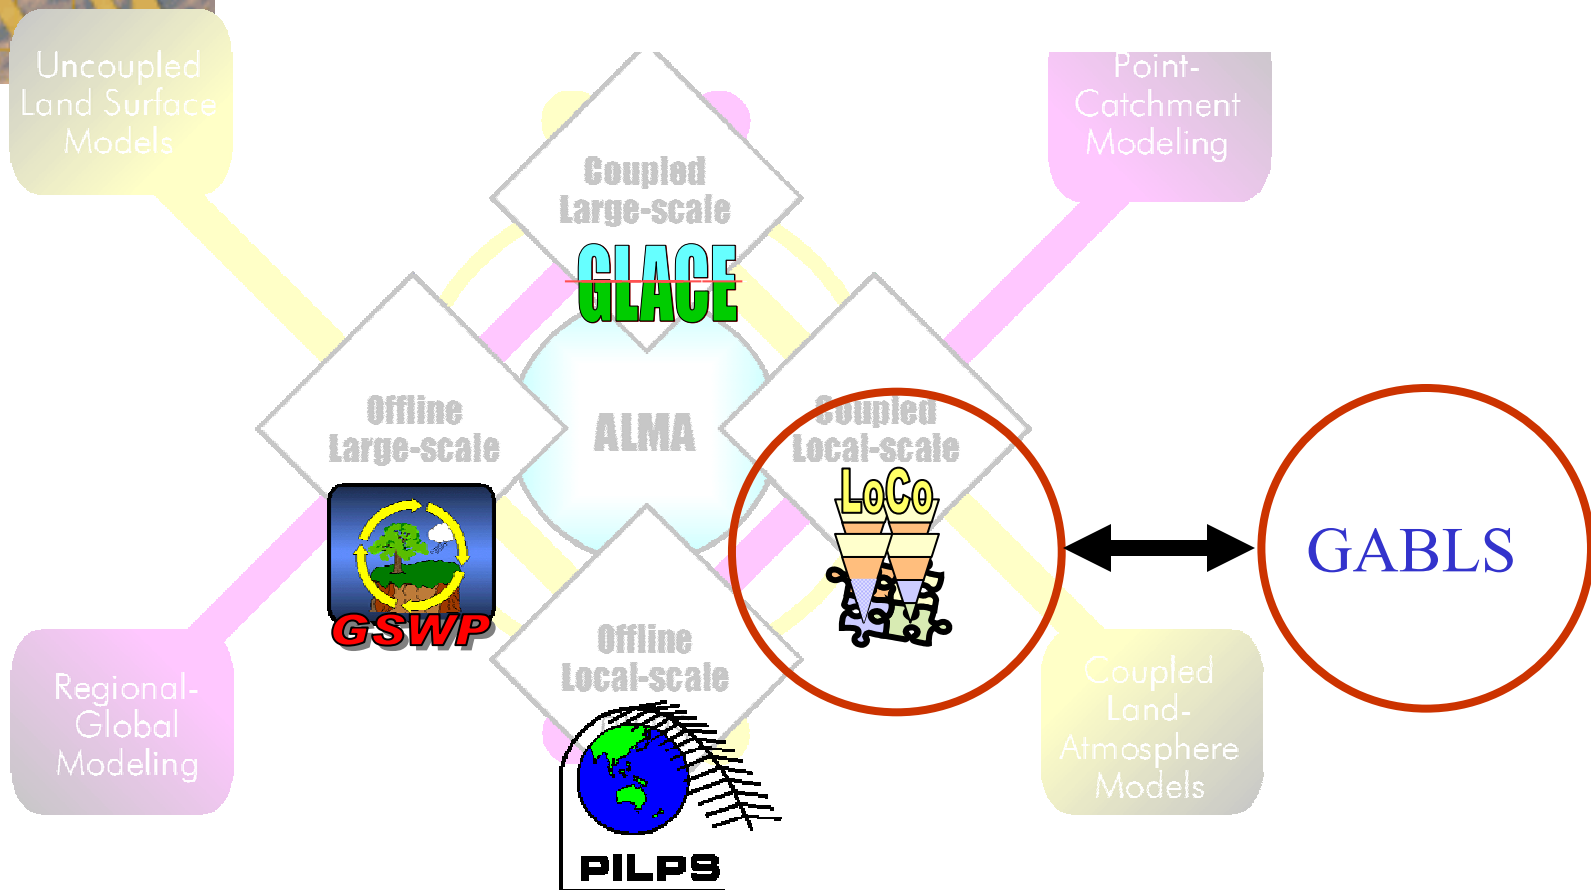 Uncoupled
Land Surface
Models
Point-
Catchment
Modeling
Coupled
Large-scale
GLACE
Offline
Large-scale
ALMA
Coupled
Local-scale
LoCo
GSWP
GABLS
Offline
Local-scale
Regional-
Global
Modeling
Coupled
Land-
Atmosphere
Models
PILPS